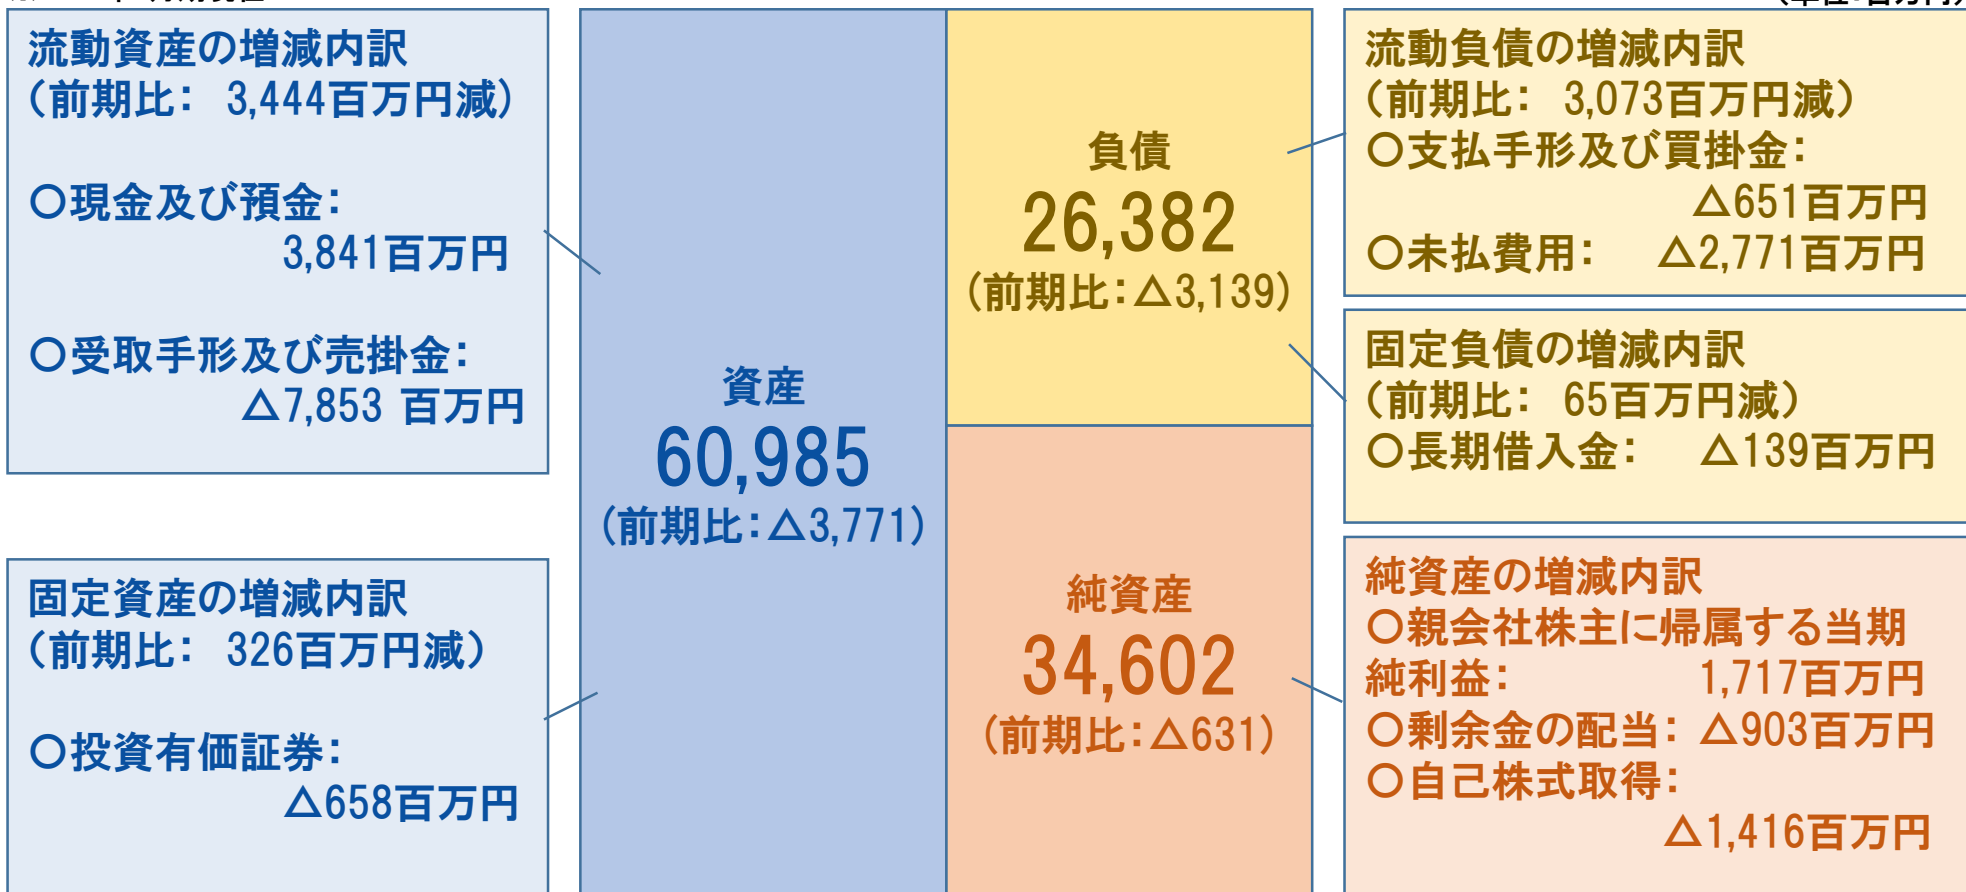 (単位:百万円)
流動資産の増減内訳
(前期比: 3,444百万円減)
○現金及び預金:
3,841百万円
○受取手形及び売掛金:
△7,853 百万円
固定資産の増減内訳
(前期比: 326百万円減)
○投資有価証券:
△658百万円
資産
60,985
(前期比:△3,771)
負債
26,382
(前期比:△3,139)
純資産
34,602
(前期比:△631)
流動負債の増減内訳
(前期比: 3,073百万円減)
○支払手形及び買掛金:
△651百万円
○未払費用: △2,771百万円
固定負債の増減内訳
(前期比: 65百万円減)
○長期借入金: △139百万円
純資産の増減内訳
○親会社株主に帰属する当期
純利益: 1,717百万円
○剰余金の配当: △903百万円
○自己株式取得:
△1,416百万円